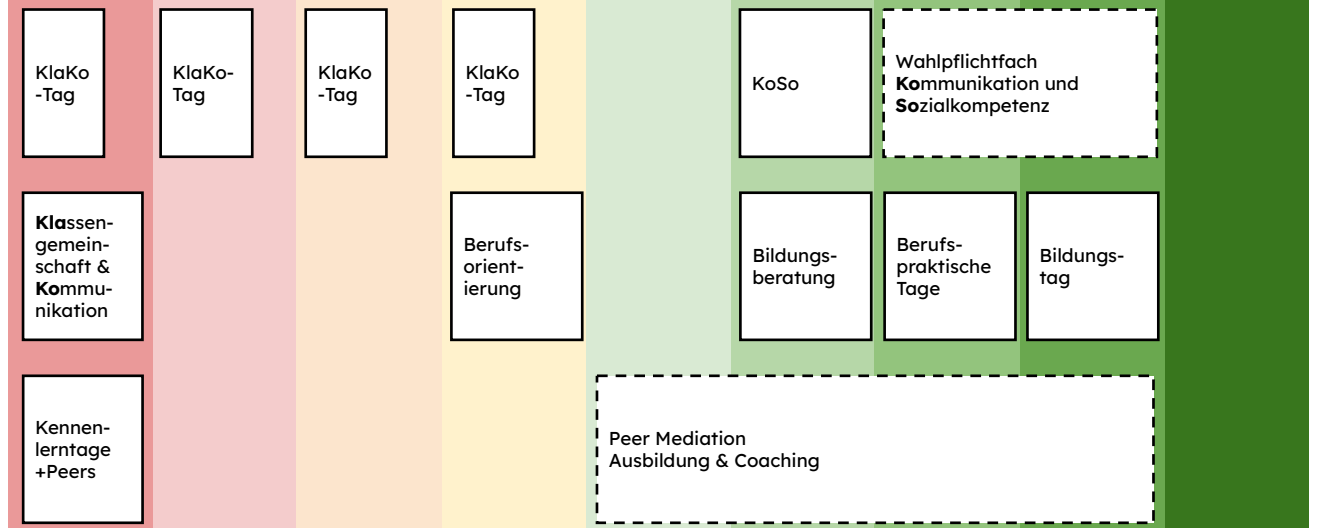 KlaKo
-Tag
KlaKo-
Tag
KlaKo
-Tag
KlaKo
-Tag
KoSo
Wahlpflichtfach
Kommunikation und
Sozialkompetenz
Klassen-
gemein-
schaft &
Kommu-
nikation
Berufs-
orient-
ierung
Bildungs-
beratung
Berufs-
praktische
Tage
Bildungs-
tag
Kennen-
lerntage
+Peers
Peer Mediation
Ausbildung & Coaching